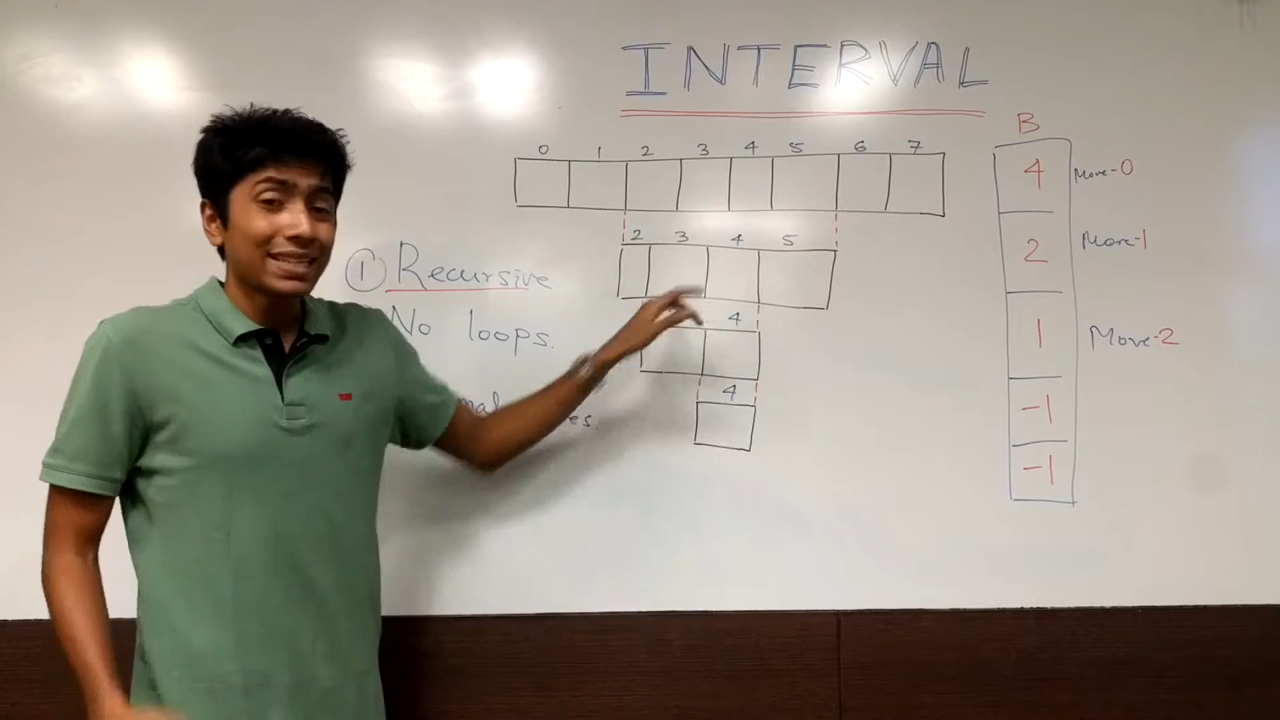 INTERVAL
0 1 2 3 4 5 6 7
2 3 4 5
4
4
① Recursive
No loops.
B
4 Move-0
2 Move-1
1 Move-2
-1
-1